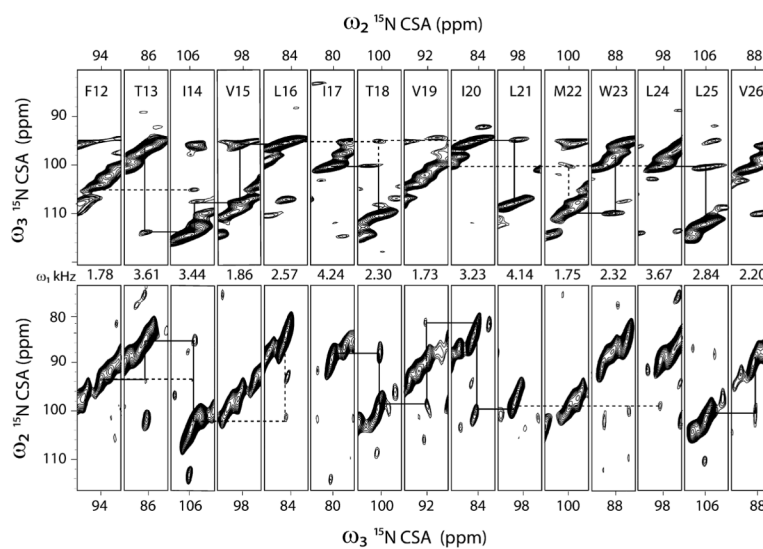 ω2 15N CSA (ppm)
94 86 106 98 84 80 100 92 84 98 100 88 98 106 88
F12 T13 I14 V15 L16 I17 T18 V19 I20 L21 M22 W23 L24 L25 V26
90
100
110
ω3 15N CSA (ppm)
ω1 kHz 1.78 3.61 3.44 1.86 2.57 4.24 2.30 1.73 3.23 4.14 1.75 2.32 3.67 2.84 2.20
80
90
100
110
ω2 15N CSA (ppm)
94 86 106 98 84 80 100 92 84 98 100 88 98 106 88
ω3 15N CSA (ppm)